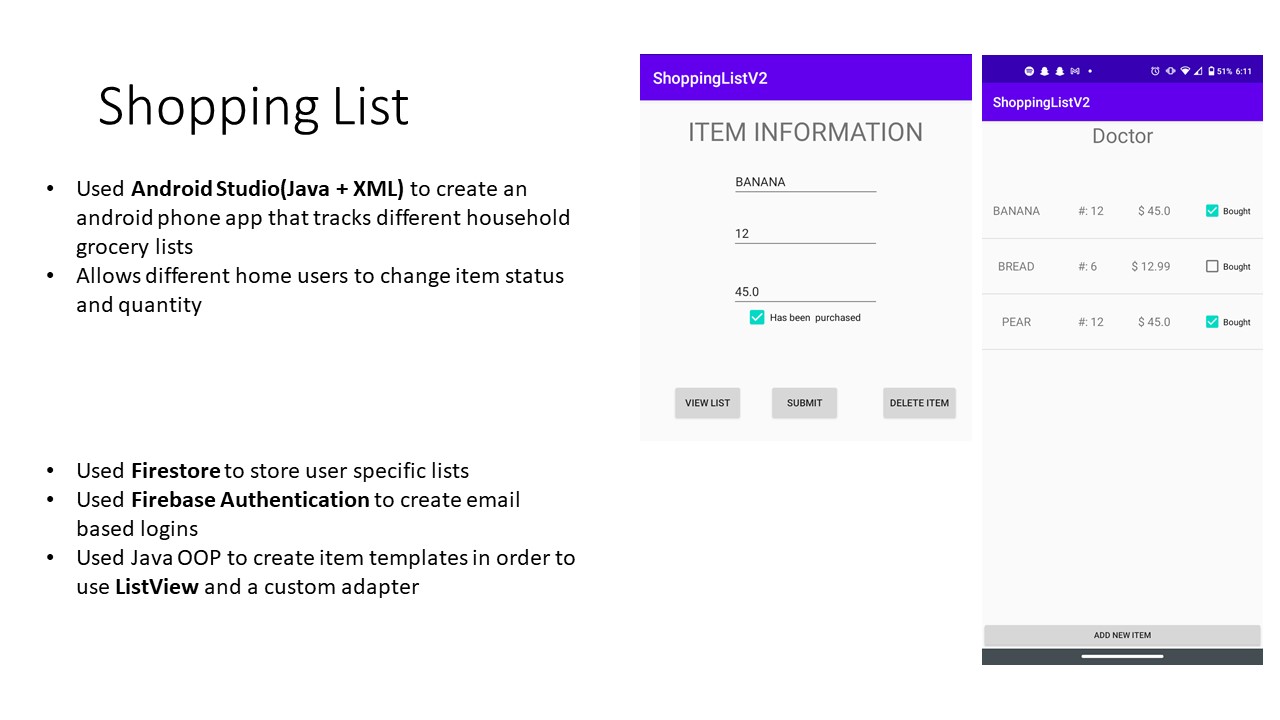 Shopping List
• Used Android Studio(Java + XML) to create an
android phone app that tracks different household
grocery lists
• Allows different home users to change item status
and quantity
• Used Firestore to store user specific lists
• Used Firebase Authentication to create email
based logins
• Used Java OOP to create item templates in order to
use ListView and a custom adapter
ShoppingListV2
ITEM INFORMATION
BANANA
12
45.0
Has been purchased
VIEW LIST SUBMIT DELETE ITEM
51% 6:11
ShoppingListV2
Doctor
BANANA #: 12 $ 45.0 Bought
BREAD #: 6 $ 12.99 Bought
PEAR #: 12 $ 45.0 Bought
ADD NEW ITEM